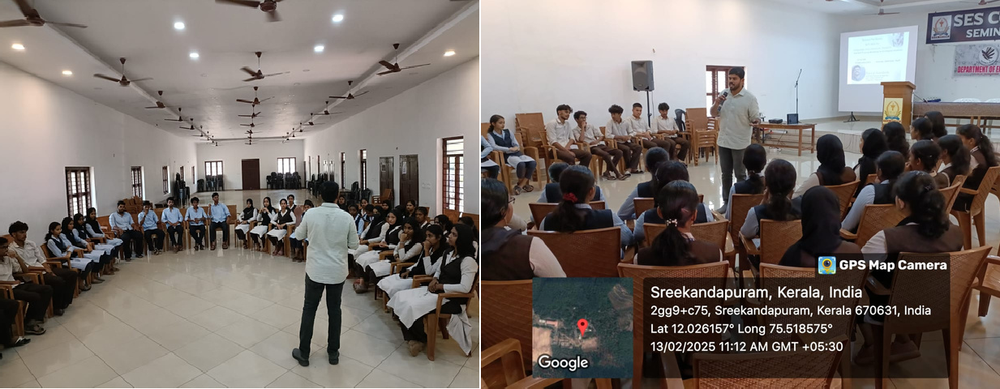 SES CO
SEMIN
DEPARTMENT OF E
GPS Map Camera
Sreekandapuram, Kerala, India
2gg9+c75, Sreekandapuram, Kerala 670631, India
Lat 12.026157° Long 75.518575°
13/02/2025 11:12 AM GMT +05:30
Google